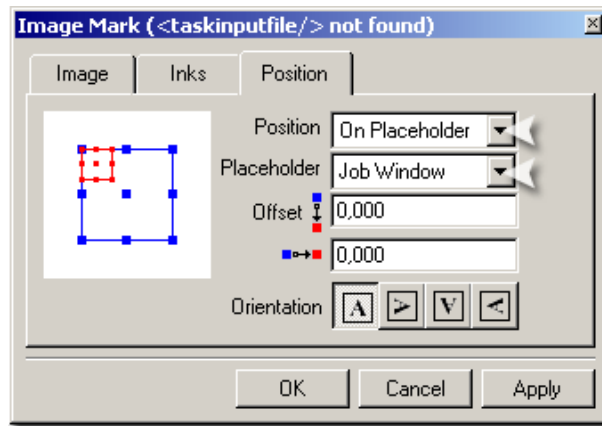 Image Mark (<taskinputfile/> not found)
Image Inks Position
Position On Placeholder
Placeholder Job Window
Offset 0,000
0,000
Orientation A A A A
OK Cancel Apply